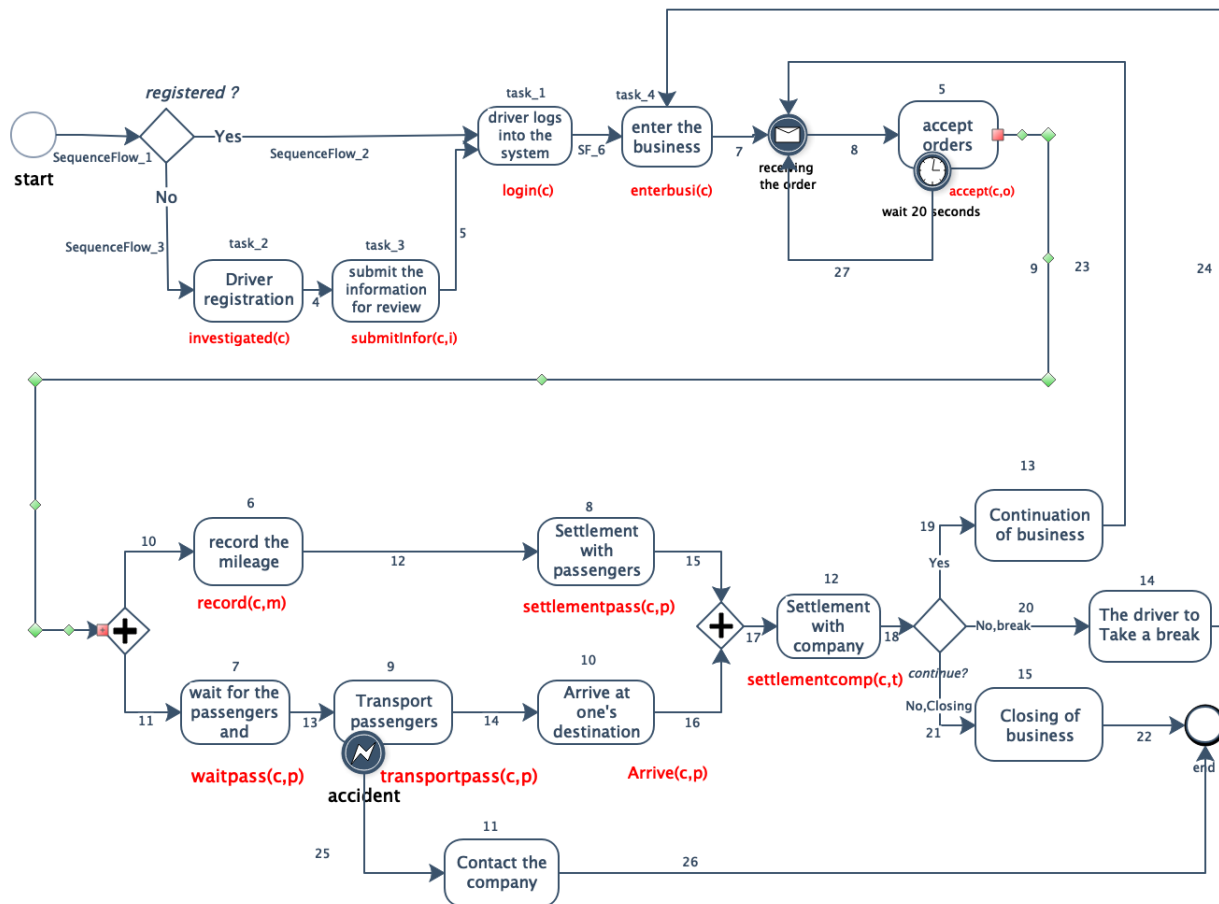 registered ?
start
SequenceFlow_1
Yes
SequenceFlow_2
No
SequenceFlow_3
task_2
Driver
registration
investigated(c)
4
task_3
submit the
information
for review
submitInfor(c,i)
5
task_1
driver logs
into the
system
login(c)
SF_6
task_4
enter the
business
enterbusi(c)
7
receiving
the order
8
5
accept
orders
accept(c,o)
wait 20 seconds
27
9
23
24
10
6
record the
mileage
record(c,m)
12
8
Settlement
with
passengers
settlementpass(c,p)
15
11
7
wait for the
passengers
and
waitpass(c,p)
13
9
Transport
passengers
transportpass(c,p)
accident
14
10
Arrive at
one's
destination
Arrive(c,p)
16
17
12
Settlement
with
company
settlementcomp(c,t)
18
continue?
19
Yes
13
Continuation
of business
20
No,break
14
The driver to
Take a break
No,Closing
21
15
Closing of
business
22
end
25
11
Contact the
company
26